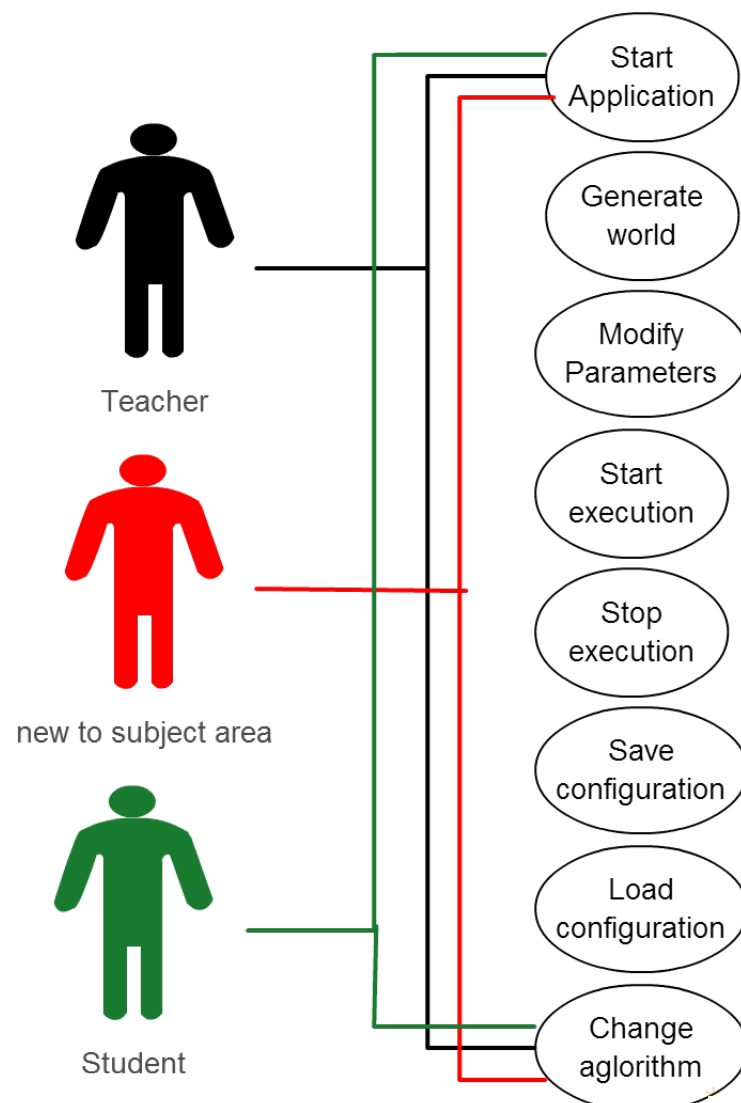 Start
Application
Generate
world
Modify
Parameters
Start
execution
Stop
execution
Save
configuration
Load
configuration
Change
aglorithm
Teacher
new to subject area
Student